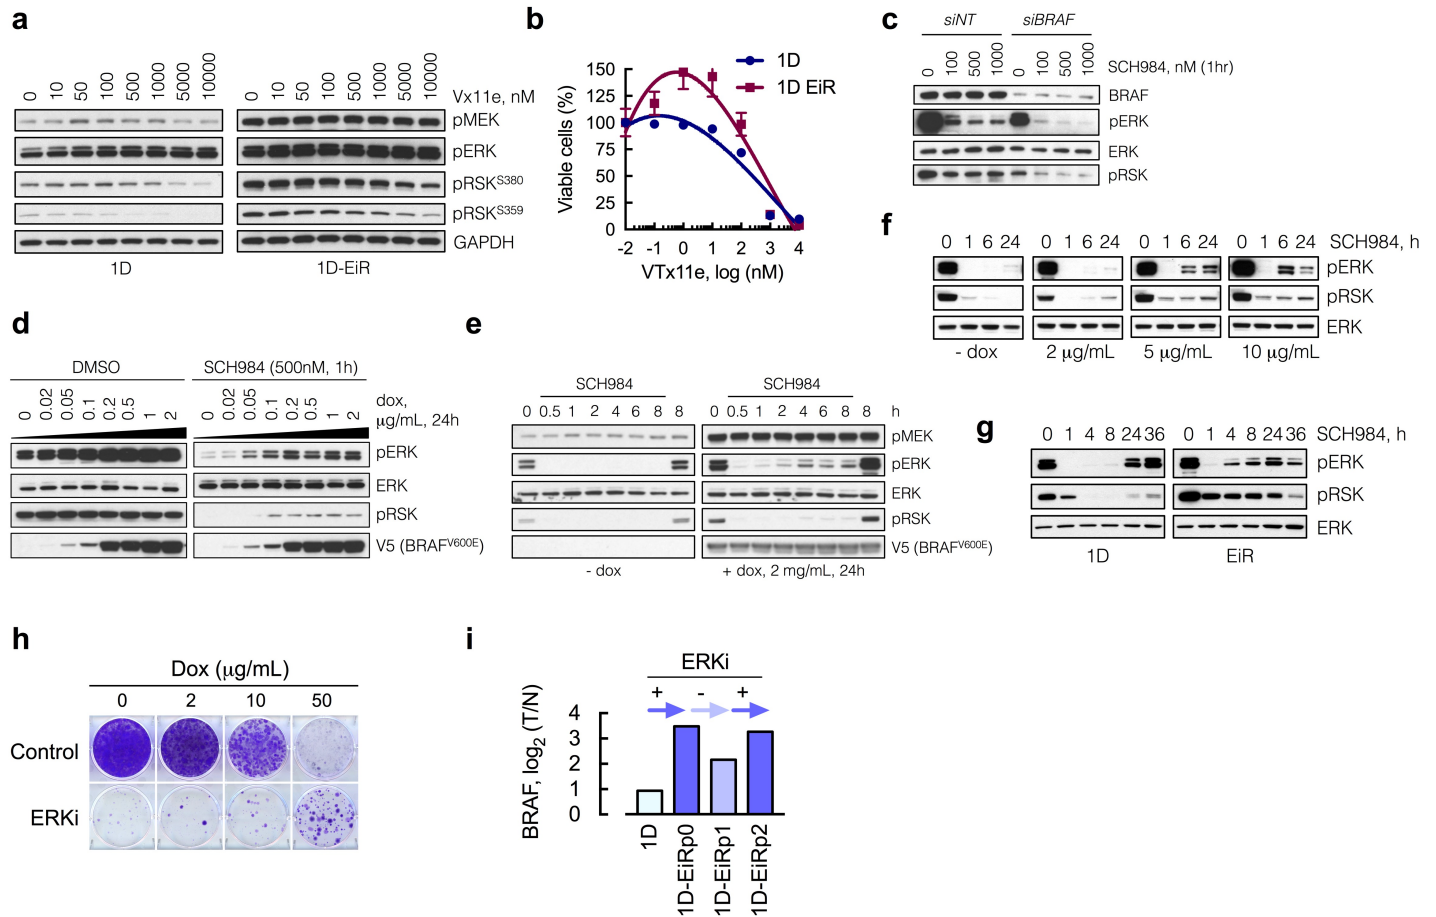 a
0 10 50 100 500 1000 5000 10000
0 10 50 100 500 1000 5000 10000
Vx11e, nM
pMEK
pERK
pRSKS380
pRSKS359
GAPDH
1D
1D-EiR
b
Viable cells (%)
150
125
100
75
50
25
0
-2 -1 0 1 2 3 4
VTx11e, log (nM)
1D
1D EiR
c
siNT siBRAF
0 100 500 1000 0 100 500 1000
SCH984, nM (1hr)
BRAF
pERK
ERK
pRSK
d
DMSO
SCH984 (500nM, 1h)
0 0.02 0.05 0.1 0.2 0.5 1 2
0 0.02 0.05 0.1 0.2 0.5 1 2
dox,
μg/mL, 24h
pERK
ERK
pRSK
V5 (BRAFV600E)
e
SCH984
SCH984
0 0.5 1 2 4 6 8 8
0 0.5 1 2 4 6 8 8
h
pMEK
pERK
ERK
pRSK
V5 (BRAFV600E)
- dox
+ dox, 2 mg/mL, 24h
f
0 1 6 24
0 1 6 24
0 1 6 24
0 1 6 24
SCH984, h
pERK
pRSK
ERK
- dox
2 μg/mL
5 μg/mL
10 μg/mL
g
0 1 4 8 24 36
0 1 4 8 24 36
SCH984, h
pERK
pRSK
ERK
1D
EiR
h
Dox (μg/mL)
0 2 10 50
Control
ERKi
i
ERKi
+ - +
BRAF, log2 (T/N)
4
3
2
1
0
1D
1D-EiRp0
1D-EiRp1
1D-EiRp2